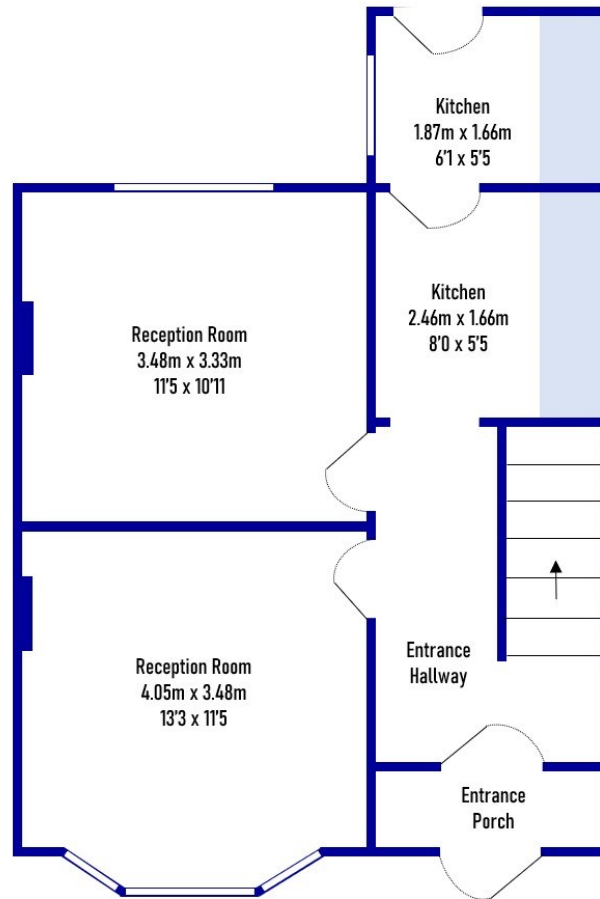 Kitchen
1.87m x 1.66m
6'1 x 5'5
Kitchen
2.46m x 1.66m
8'0 x 5'5
Reception Room
3.48m x 3.33m
11'5 x 10'11
Reception Room
4.05m x 3.48m
13'3 x 11'5
Entrance
Hallway
Entrance
Porch